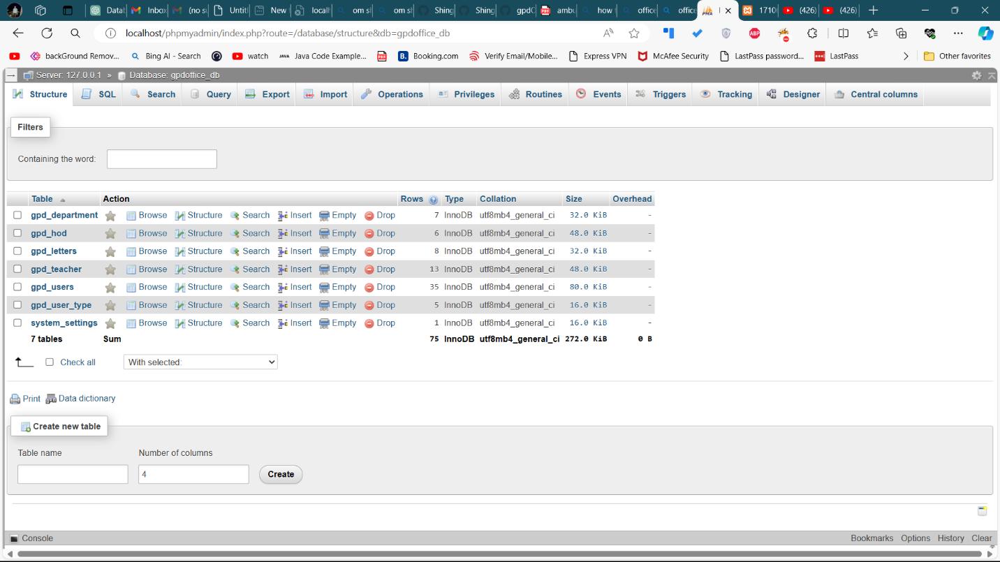 Datal Inbox (no su Untitl New locall om sl om sl Shing Shing gpdC ambu how office office PMA 1710 (426) (426)
localhost/phpmyadmin/index.php?route=/database/structure&db=gpdoffice_db
backGround Remov... Bing AI - Search watch Java Code Example... Booking.com Verify Email/Mobile... Express VPN McAfee Security LastPass password... LastPass Other favorites
Server: 127.0.0.1 » Database: gpdoffice_db
Structure SQL Search Query Export Import Operations Privileges Routines Events Triggers Tracking Designer Central columns
Filters
Containing the word:
Table Action Rows Type Collation Size Overhead
gpd_department Browse Structure Search Insert Empty Drop 7 InnoDB utf8mb4_general_ci 32.0 KiB -
gpd_hod Browse Structure Search Insert Empty Drop 6 InnoDB utf8mb4_general_ci 48.0 KiB -
gpd_letters Browse Structure Search Insert Empty Drop 8 InnoDB utf8mb4_general_ci 32.0 KiB -
gpd_teacher Browse Structure Search Insert Empty Drop 13 InnoDB utf8mb4_general_ci 48.0 KiB -
gpd_users Browse Structure Search Insert Empty Drop 35 InnoDB utf8mb4_general_ci 80.0 KiB -
gpd_user_type Browse Structure Search Insert Empty Drop 5 InnoDB utf8mb4_general_ci 16.0 KiB -
system_settings Browse Structure Search Insert Empty Drop 1 InnoDB utf8mb4_general_ci 16.0 KiB -
7 tables Sum 75 InnoDB utf8mb4_general_ci 272.0 KiB 0 B
Check all With selected:
Print Data dictionary
Create new table
Table name Number of columns
4 Create
Console Bookmarks Options History Clear